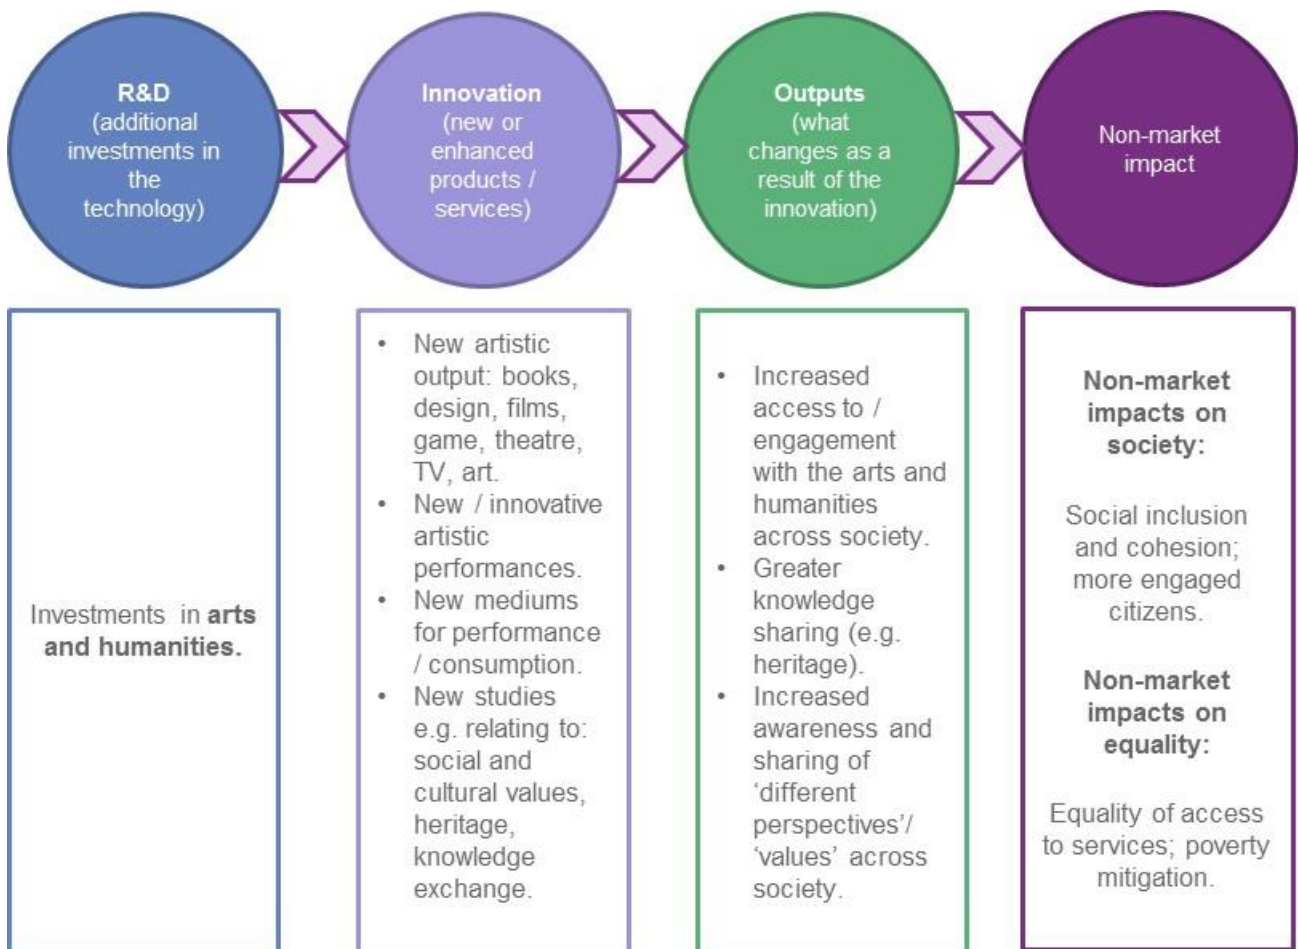 R&D
(additional
investments in
the
technology)
Innovation
(new or
enhanced
products /
services)
Outputs
(what
changes as a
result of the
innovation)
Non-market
impact
Investments in arts
and humanities.
• New artistic
output: books,
design, films,
game, theatre,
TV, art.
• New / innovative
artistic
performances.
• New mediums
for performance
/ consumption.
• New studies
e.g. relating to:
social and
cultural values,
heritage,
knowledge
exchange.
• Increased
access to /
engagement
with the arts and
humanities
across society.
• Greater
knowledge
sharing (e.g.
heritage).
• Increased
awareness and
sharing of
‘different
perspectives’/
‘values’ across
society.
Non-market
impacts on
society:
Social inclusion
and cohesion;
more engaged
citizens.
Non-market
impacts on
equality:
Equality of access
to services; poverty
mitigation.